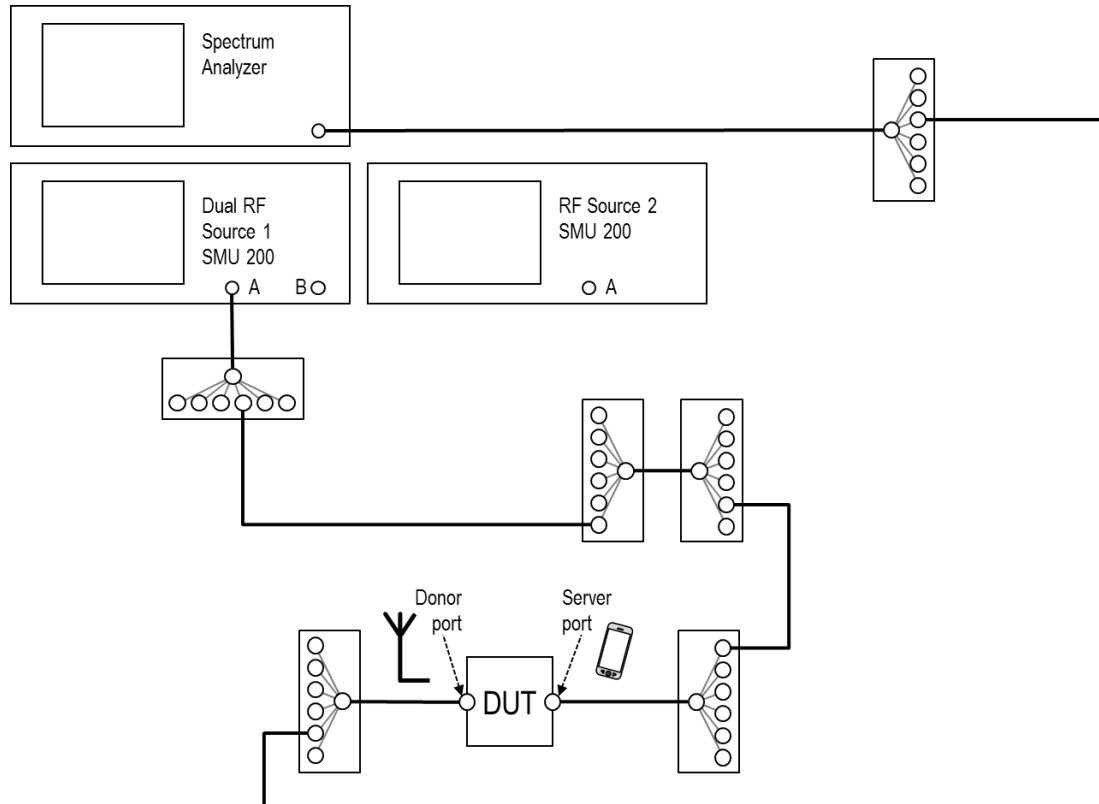 Spectrum
Analyzer
Dual RF
Source 1
SMU 200
A
B
RF Source 2
SMU 200
A
Donor
port
Server
port
DUT